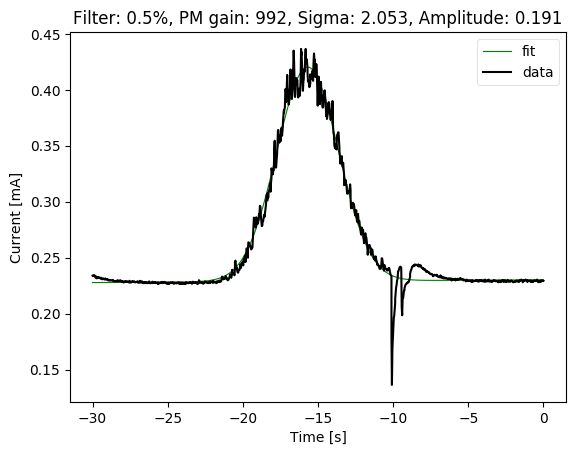 Filter: 0.5%, PM gain: 992, Sigma: 2.053, Amplitude: 0.191
fit
data
0.45
0.40
0.35
0.30
0.25
0.20
0.15
Current [mA]
−30
−25
−20
−15
−10
−5
0
Time [s]